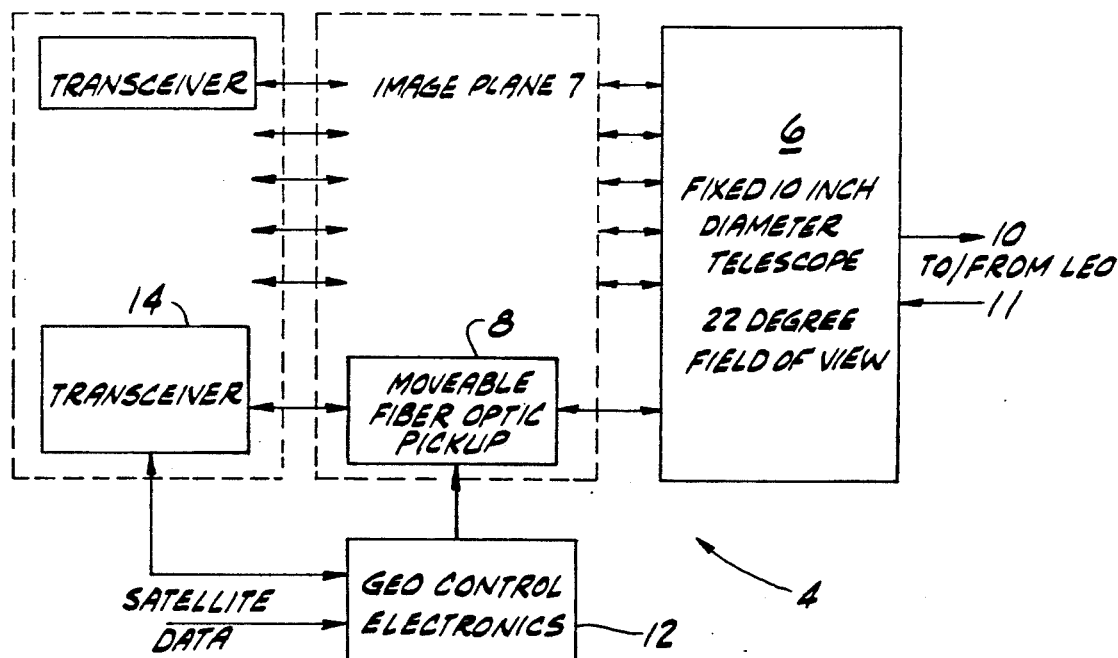 TRANSCEIVER
IMAGE PLANE 7
6
FIXED 10 INCH
DIAMETER
TELESCOPE
22 DEGREE
FIELD OF VIEW
10
TO/FROM LEO
11
14
TRANSCEIVER
8
MOVEABLE
FIBER OPTIC
PICKUP
SATELLITE
DATA
GEO CONTROL
ELECTRONICS
12
4